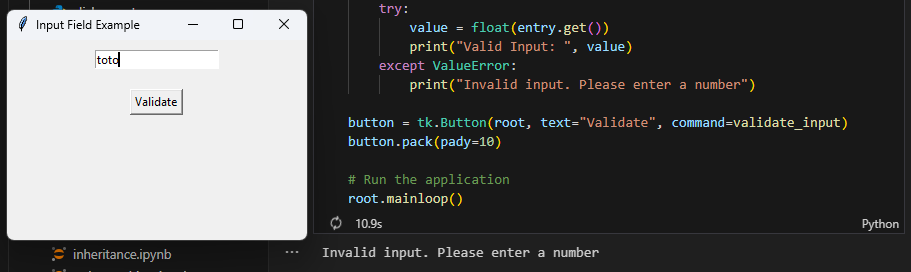 Input Field Example
toto
Validate
try:
value = float(entry.get())
print("Valid Input: ", value)
except ValueError:
print("Invalid input. Please enter a number")
button = tk.Button(root, text="Validate", command=validate_input)
button.pack(pady=10)
# Run the application
root.mainloop()
10.9s
Python
inheritance.ipynb
Invalid input. Please enter a number